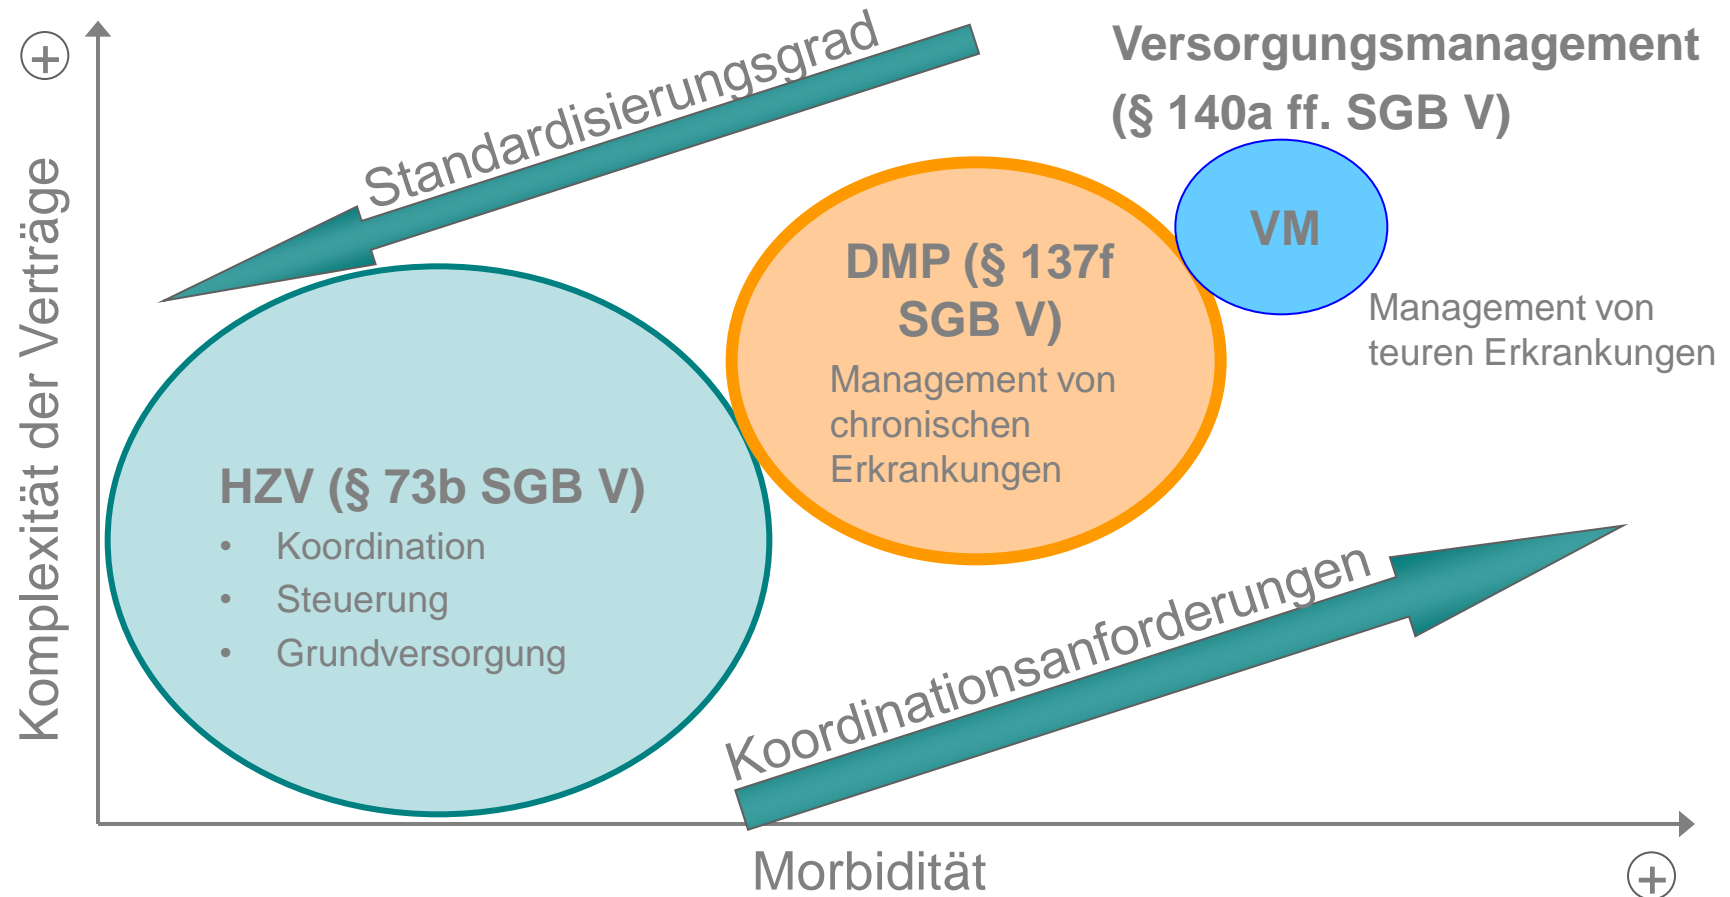 +
Komplexität der Verträge
Standardisierungsgrad
Versorgungsmanagement
(§ 140a ff. SGB V)
VM
Management von
teuren Erkrankungen
DMP (§ 137f
SGB V)
Management von
chronischen
Erkrankungen
HZV (§ 73b SGB V)
• Koordination
• Steuerung
• Grundversorgung
Koordinationsanforderungen
Morbidität
+